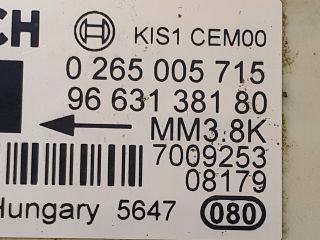 CH KIS1 CEM00
0 265 005 715
96 631 381 80
MM3.8K
7009253
08179
Hungary 5647 080